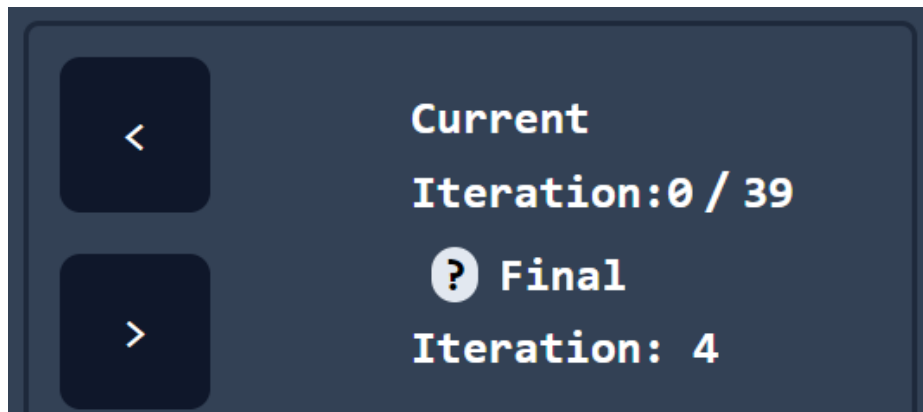 <
Current
Iteration:0 / 39
? Final
>
Iteration: 4